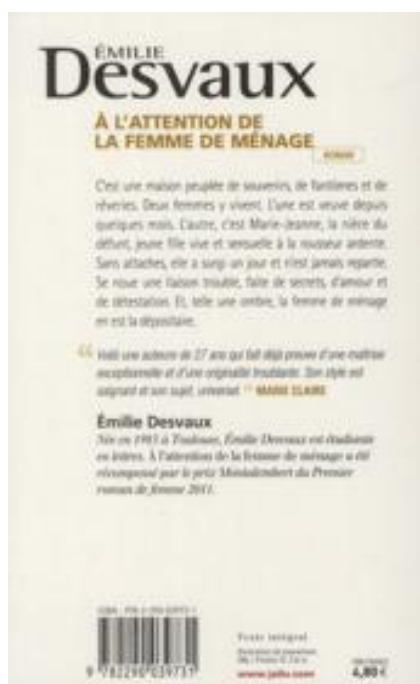 ÉMILIE
Desvaux
À L'ATTENTION DE
LA FEMME DE MÉNAGE
ROMAN
C'est une maison peuplée de souvenirs, de fantômes et de
rêveries. Deux femmes y vivent. L'une est veuve depuis
quelques mois. L'autre, c'est Marie-Jeanne, la nièce du
défunt, jeune fille vive et sensuelle à la rousseur ardente.
Sans attaches, elle a surgi un jour et n'est jamais repartie.
Se noue une liaison trouble, faite de secrets, d'amour et
de détestation. Et, telle une ombre, la femme de ménage
en est la dépositaire.
“ Voilà une auteure de 27 ans qui fait déjà preuve d'une maîtrise
exceptionnelle et d'une originalité troublante. Son style est
saignant et son sujet, universel. ” MARIE CLAIRE
Émilie Desvaux
Née en 1983 à Toulouse, Émilie Desvaux est étudiante
en lettres. À l'attention de la femme de ménage a été
récompensé par le prix Montalembert du Premier
roman de femme 2011.
Texte intégral
www.jailu.com
4,80 €
9 782290 039731